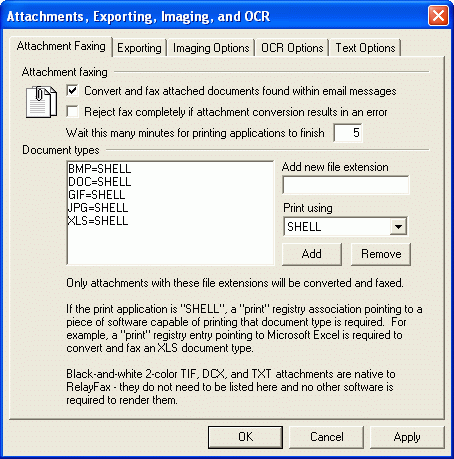 Attachments, Exporting, Imaging, and OCR
Attachment Faxing
Exporting
Imaging Options
OCR Options
Text Options
Attachment faxing
Convert and fax attached documents found within email messages
Reject fax completely if attachment conversion results in an error
Wait this many minutes for printing applications to finish 5
Document types
BMP=SHELL
DOC=SHELL
GIF=SHELL
JPG=SHELL
XLS=SHELL
Add new file extension
Print using
SHELL
Add
Remove
Only attachments with these file extensions will be converted and faxed.
If the print application is "SHELL", a "print" registry association pointing to a
piece of software capable of printing that document type is required. For
example, a "print" registry entry pointing to Microsoft Excel is required to
convert and fax an XLS document type.
Black-and-white 2-color TIF, DCX, and TXT attachments are native to
RelayFax - they do not need to be listed here and no other software is
required to render them.
OK
Cancel
Apply